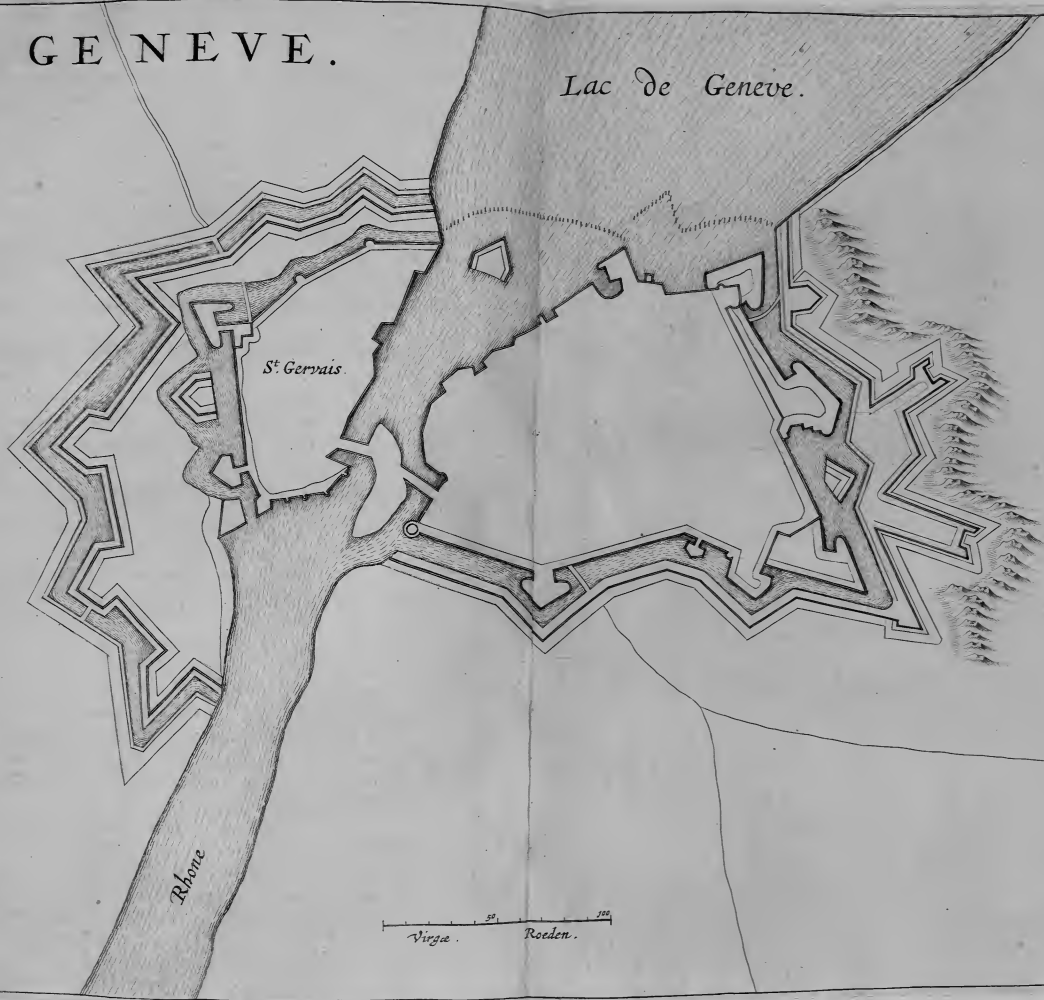 GENEVE.
Lac de Geneve.
St. Gervais.
Rhone
50 100
Virgæ. Roeden.